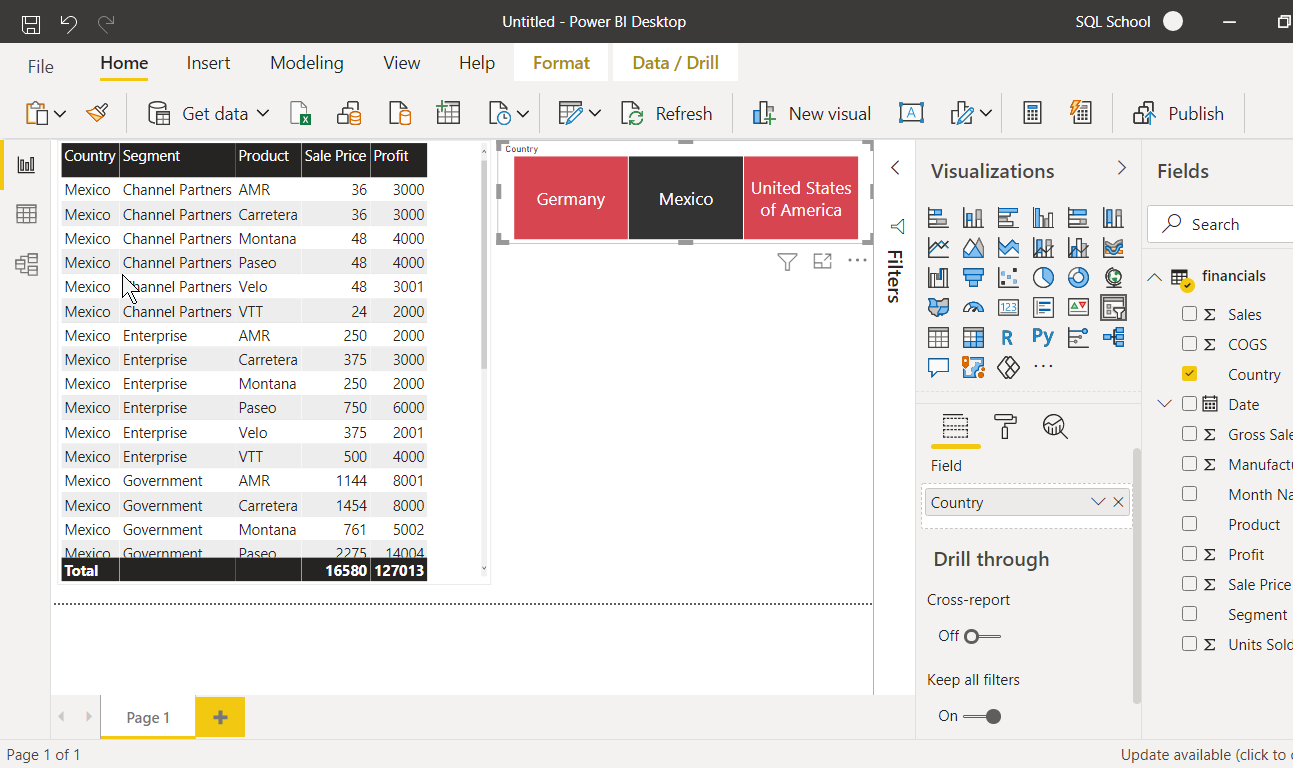 Untitled - Power BI Desktop
SQL School
File Home Insert Modeling View Help Format Data / Drill
Get data Refresh New visual Publish
Country Segment Product Sale Price Profit
Mexico Channel Partners AMR 36 3000
Mexico Channel Partners Carretera 36 3000
Mexico Channel Partners Montana 48 4000
Mexico Channel Partners Paseo 48 4000
Mexico Channel Partners Velo 48 3001
Mexico Channel Partners VTT 24 2000
Mexico Enterprise AMR 250 2000
Mexico Enterprise Carretera 375 3000
Mexico Enterprise Montana 250 2000
Mexico Enterprise Paseo 750 6000
Mexico Enterprise Velo 375 2001
Mexico Enterprise VTT 500 4000
Mexico Government AMR 1144 8001
Mexico Government Carretera 1454 8000
Mexico Government Montana 761 5002
Mexico Government Paseo 2275 14004
Total 16580 127013
Country
Germany
Mexico
United States
of America
Filters
Visualizations
123
R
Py
Field
Country
Drill through
Cross-report
Off
Keep all filters
On
Fields
Search
financials
Σ Sales
Σ COGS
Country
Date
Σ Gross Sale
Σ Manufactu
Month Na
Product
Σ Profit
Σ Sale Price
Segment
Σ Units Sold
Page 1
Page 1 of 1
Update available (click to